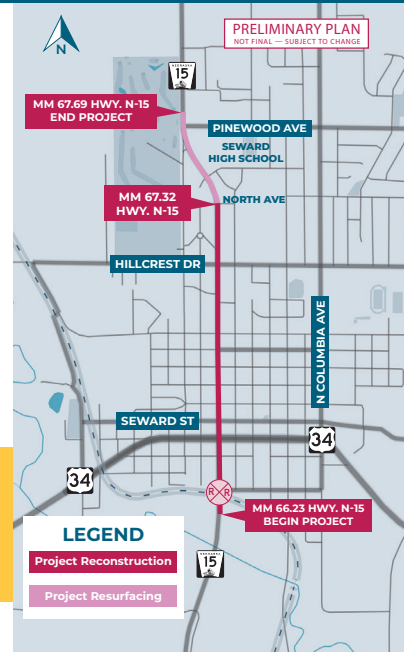 N
PRELIMINARY PLAN
NOT FINAL — SUBJECT TO CHANGE
NEBRASKA
15
MM 67.69 HWY. N-15
END PROJECT
PINEWOOD AVE
SEWARD
HIGH SCHOOL
MM 67.32
HWY. N-15
NORTH AVE
HILLCREST DR
N COLUMBIA AVE
SEWARD ST
34
34
R R
MM 66.23 HWY. N-15
BEGIN PROJECT
LEGEND
Project Reconstruction
Project Resurfacing
NEBRASKA
15